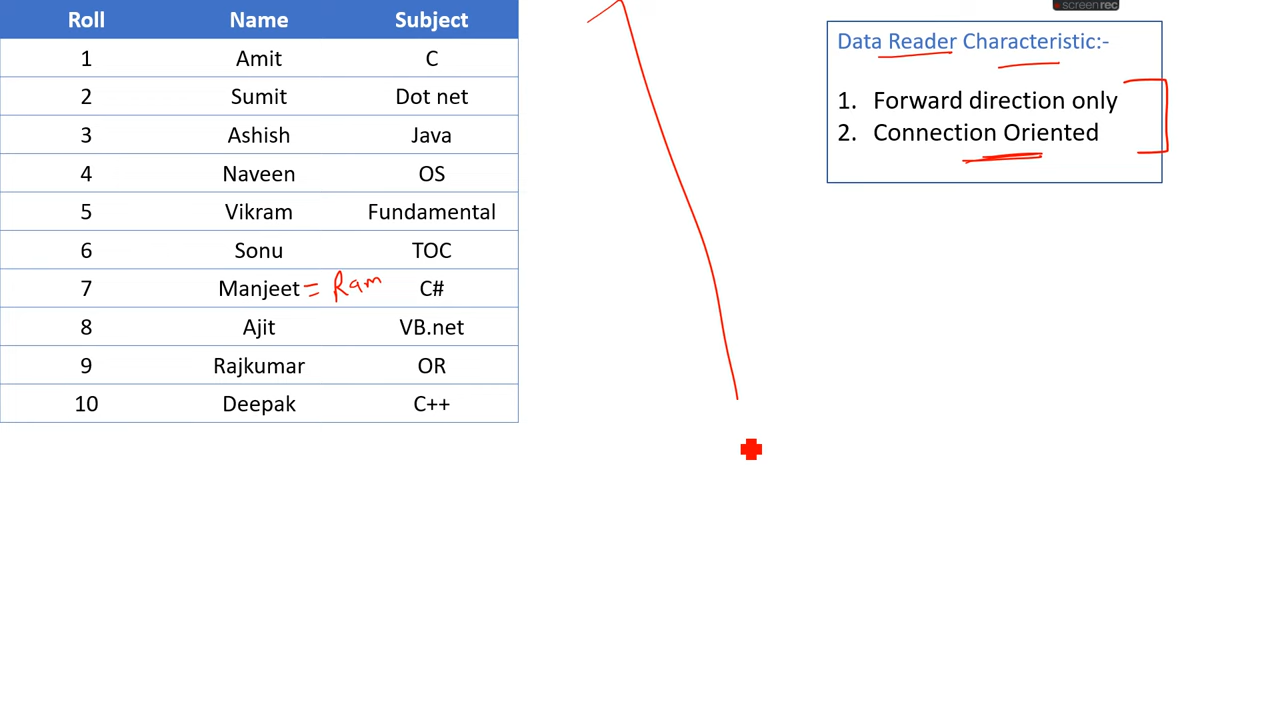 screenrec
Roll Name Subject
1 Amit C
2 Sumit Dot net
3 Ashish Java
4 Naveen OS
5 Vikram Fundamental
6 Sonu TOC
7 Manjeet = Ram C#
8 Ajit VB.net
9 Rajkumar OR
10 Deepak C++
Data Reader Characteristic:-
1. Forward direction only
2. Connection Oriented